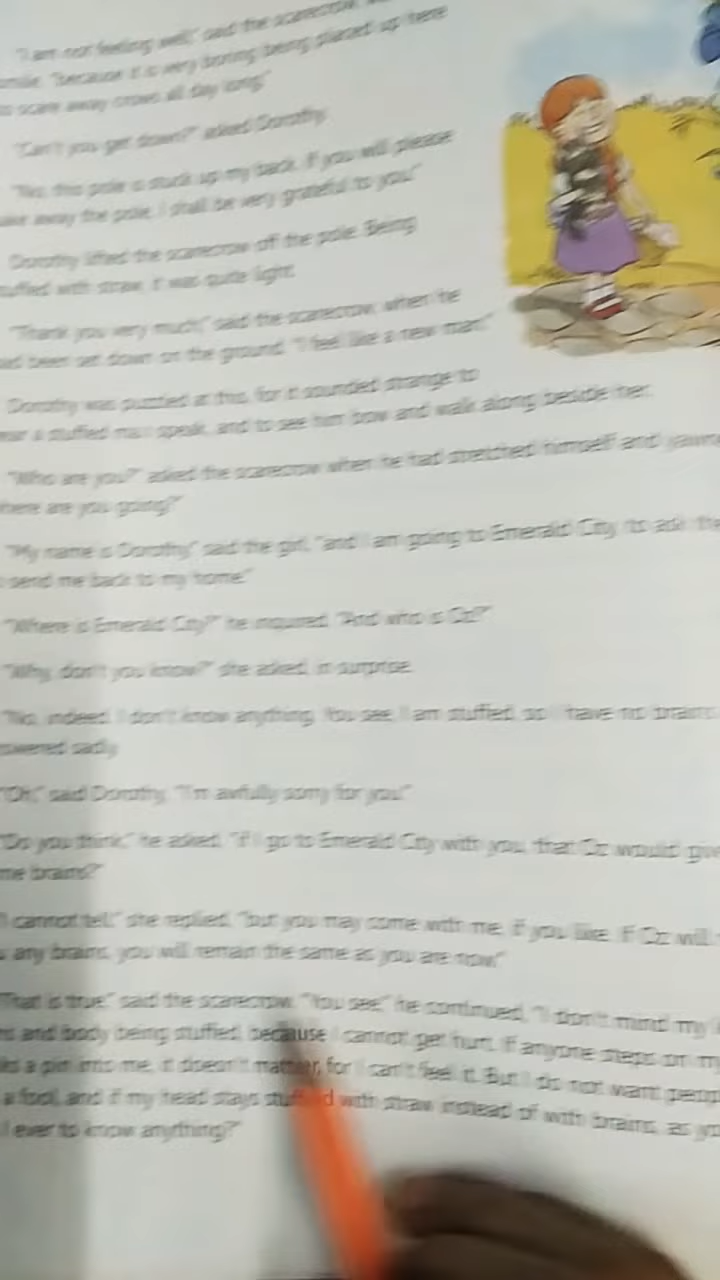 "I am not feeling well," said the scarecrow,
smile, "because it is very boring being placed up here
to scare away crows all day long."
"Can't you get down?" asked Dorothy.
"No, this pole is stuck up my back. If you will please
take away the pole, I shall be very grateful to you."
Dorothy lifted the scarecrow off the pole. Being
stuffed with straw, it was quite light.
"Thank you very much," said the scarecrow, when he
had been set down on the ground. "I feel like a new man."
Dorothy was puzzled at this, for it sounded strange to
hear a stuffed man speak, and to see him bow and walk along beside her.
"Who are you?" asked the scarecrow when he had stretched himself and
where are you going?"
"My name is Dorothy," said the girl, "and I am going to Emerald City, to ask
send me back to my home."
"Where is Emerald City?" he inquired. "And who is Oz?"
"Why, don't you know?" she asked, in surprise.
"No, indeed. I don't know anything. You see, I am stuffed, so I have no brains
sadly.
"Oh," said Dorothy, "I'm awfully sorry for you."
"Do you think," he asked, "if I go to Emerald City with you, that Oz would give
me brains?"
"I cannot tell," she replied, "but you may come with me, if you like. If Oz will
any brains, you will remain the same as you are now."
"That is true," said the scarecrow. "You see," he continued, "I don't mind my
and body being stuffed, because I cannot get hurt. If anyone steps on my
a pin into me, it doesn't matter, for I can't feel it. But I do not want
a fool, and if my head stays stuffed with straw instead of with brains, as
I ever to know anything?"